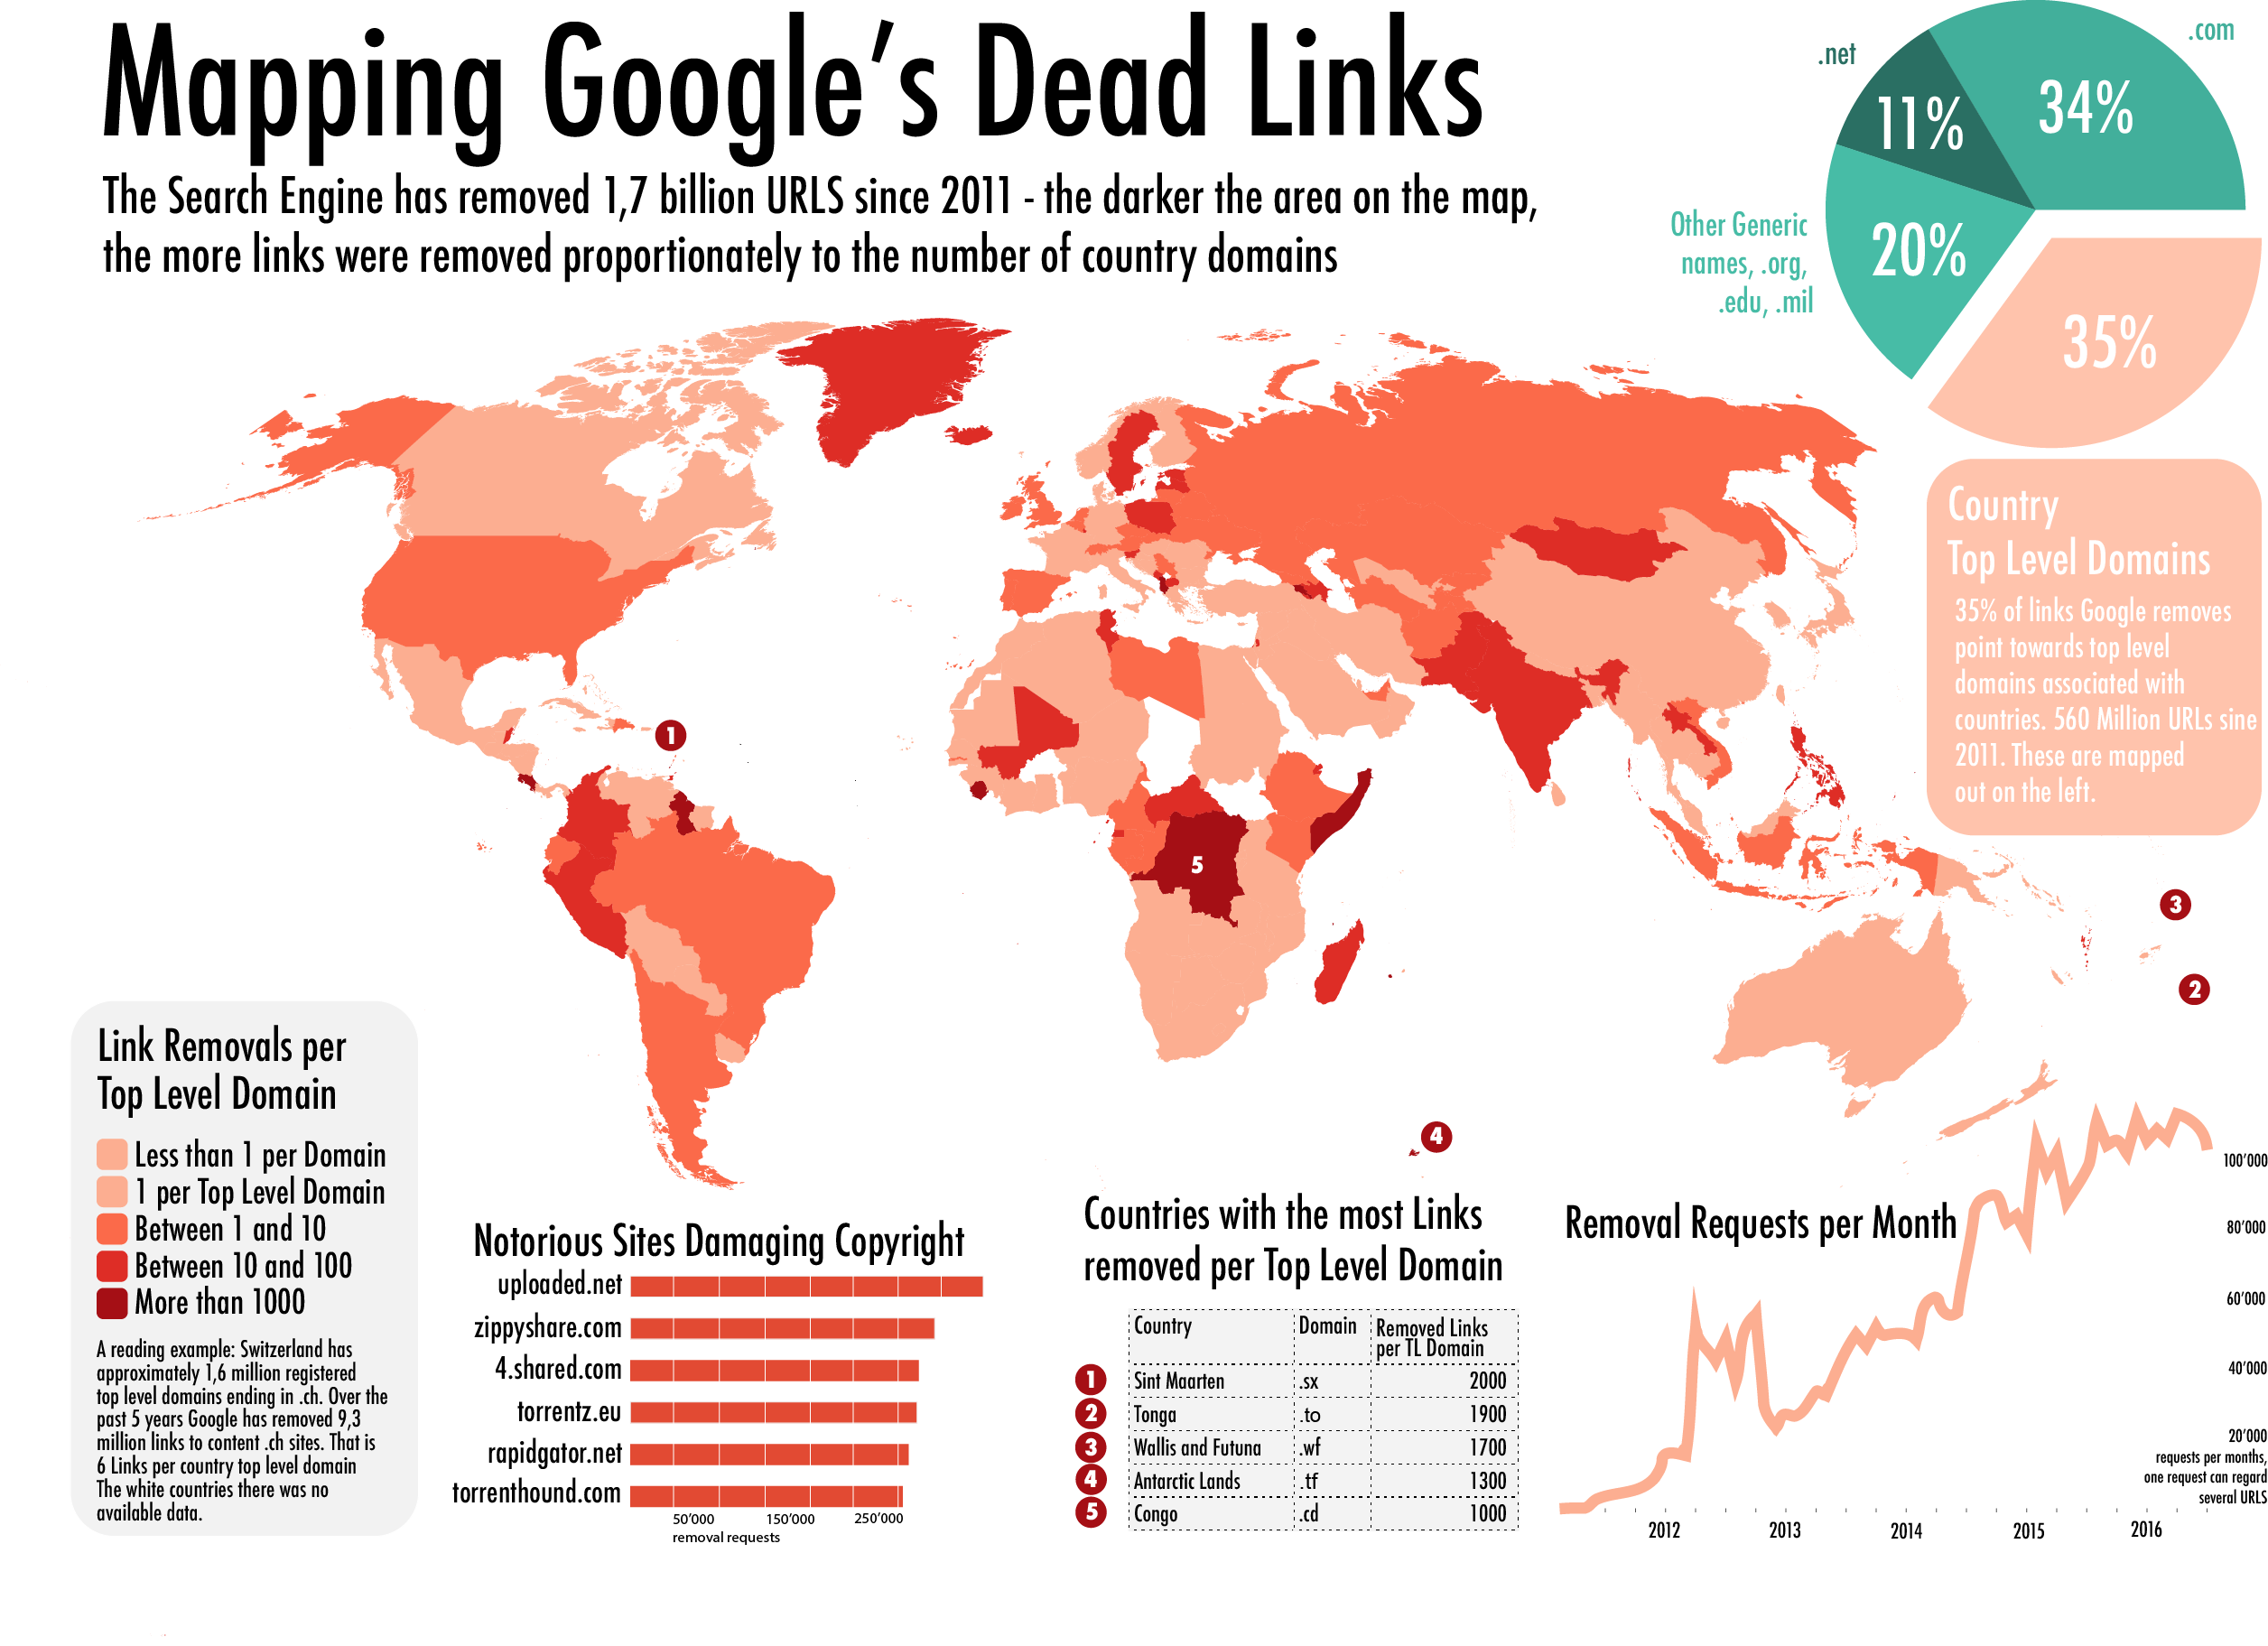 Mapping Google's Dead Links
The Search Engine has removed 1,7 billion URLS since 2011 - the darker the area on the map,
the more links were removed proportionately to the number of country domains
.com
.net
34%
11%
Other Generic
names, .org,
.edu, .mil
20%
35%
Country
Top Level Domains
35% of links Google removes
point towards top level
domains associated with
countries. 560 Million URLs sine
2011. These are mapped
out on the left.
1
5
3
2
4
Link Removals per
Top Level Domain
Less than 1 per Domain
1 per Top Level Domain
Between 1 and 10
Between 10 and 100
More than 1000
A reading example: Switzerland has
approximately 1,6 million registered
top level domains ending in .ch. Over the
past 5 years Google has removed 9,3
million links to content .ch sites. That is
6 Links per country top level domain
The white countries there was no
available data.
Notorious Sites Damaging Copyright
uploaded.net
zippyshare.com
4.shared.com
torrentz.eu
rapidgator.net
torrenthound.com
50'000 150'000 250'000
removal requests
Countries with the most Links
removed per Top Level Domain
Country Domain Removed Links
per TL Domain
1 Sint Maarten .sx 2000
2 Tonga .to 1900
3 Wallis and Futuna .wf 1700
4 Antarctic Lands .tf 1300
5 Congo .cd 1000
Removal Requests per Month
100'000
80'000
60'000
40'000
20'000
requests per months,
one request can regard
several URLS
2012 2013 2014 2015 2016